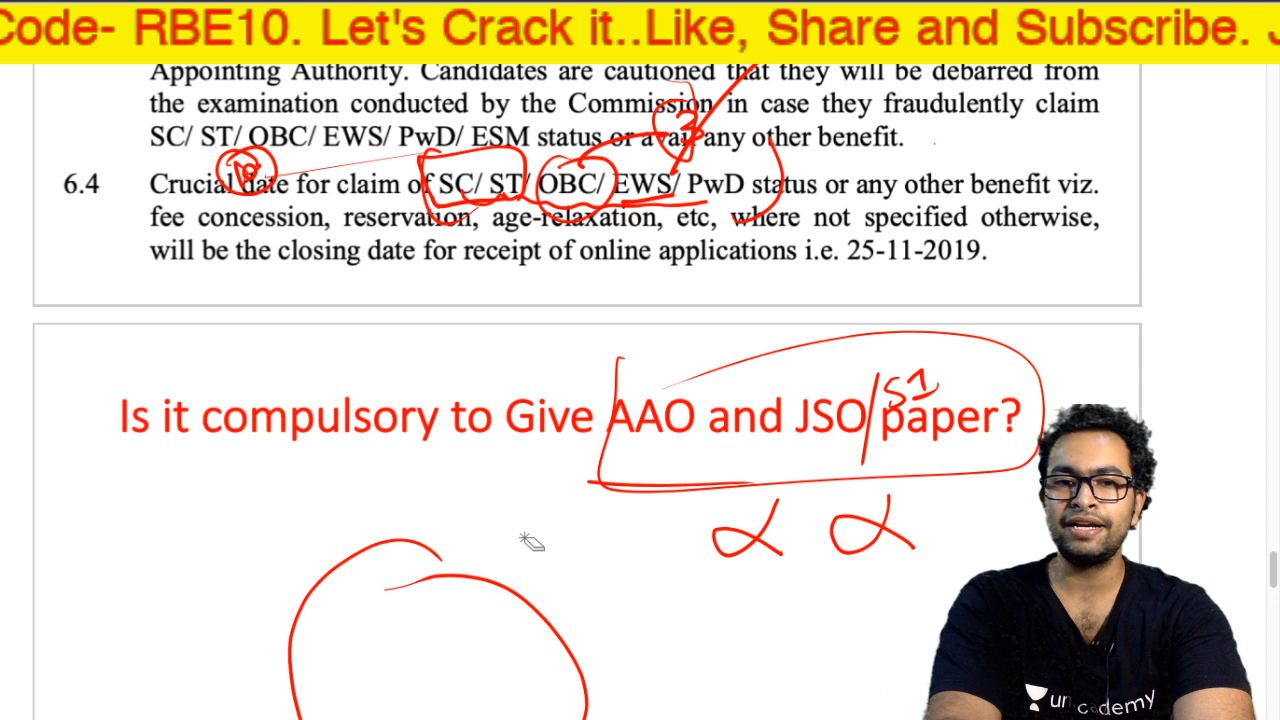 Code- RBE10. Let's Crack it..Like, Share and Subscribe. J
Appointing Authority. Candidates are cautioned that they will be debarred from
the examination conducted by the Commission in case they fraudulently claim
SC/ ST/ OBC/ EWS/ PwD/ ESM status or avail any other benefit.
3
10
6.4 Crucial date for claim of SC/ ST/ OBC/ EWS/ PwD status or any other benefit viz.
fee concession, reservation, age-relaxation, etc, where not specified otherwise,
will be the closing date for receipt of online applications i.e. 25-11-2019.
S1
Is it compulsory to Give AAO and JSO/paper?
unacademy